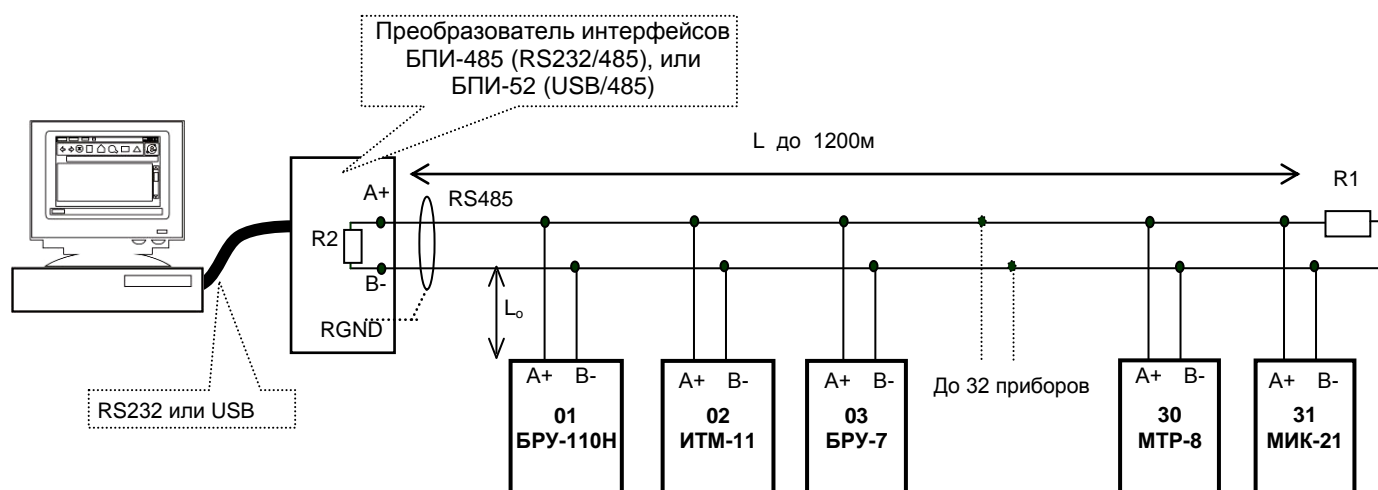 Преобразователь интерфейсов
БПИ-485 (RS232/485), или
БПИ-52 (USB/485)
L до 1200м
R1
A+
RS485
R2
B-
Lₒ
RGND
RS232 или USB
A+ B-
01
БРУ-110Н
A+ B-
02
ИТМ-11
A+ B-
03
БРУ-7
До 32 приборов
A+ B-
30
МТР-8
A+ B-
31
МИК-21